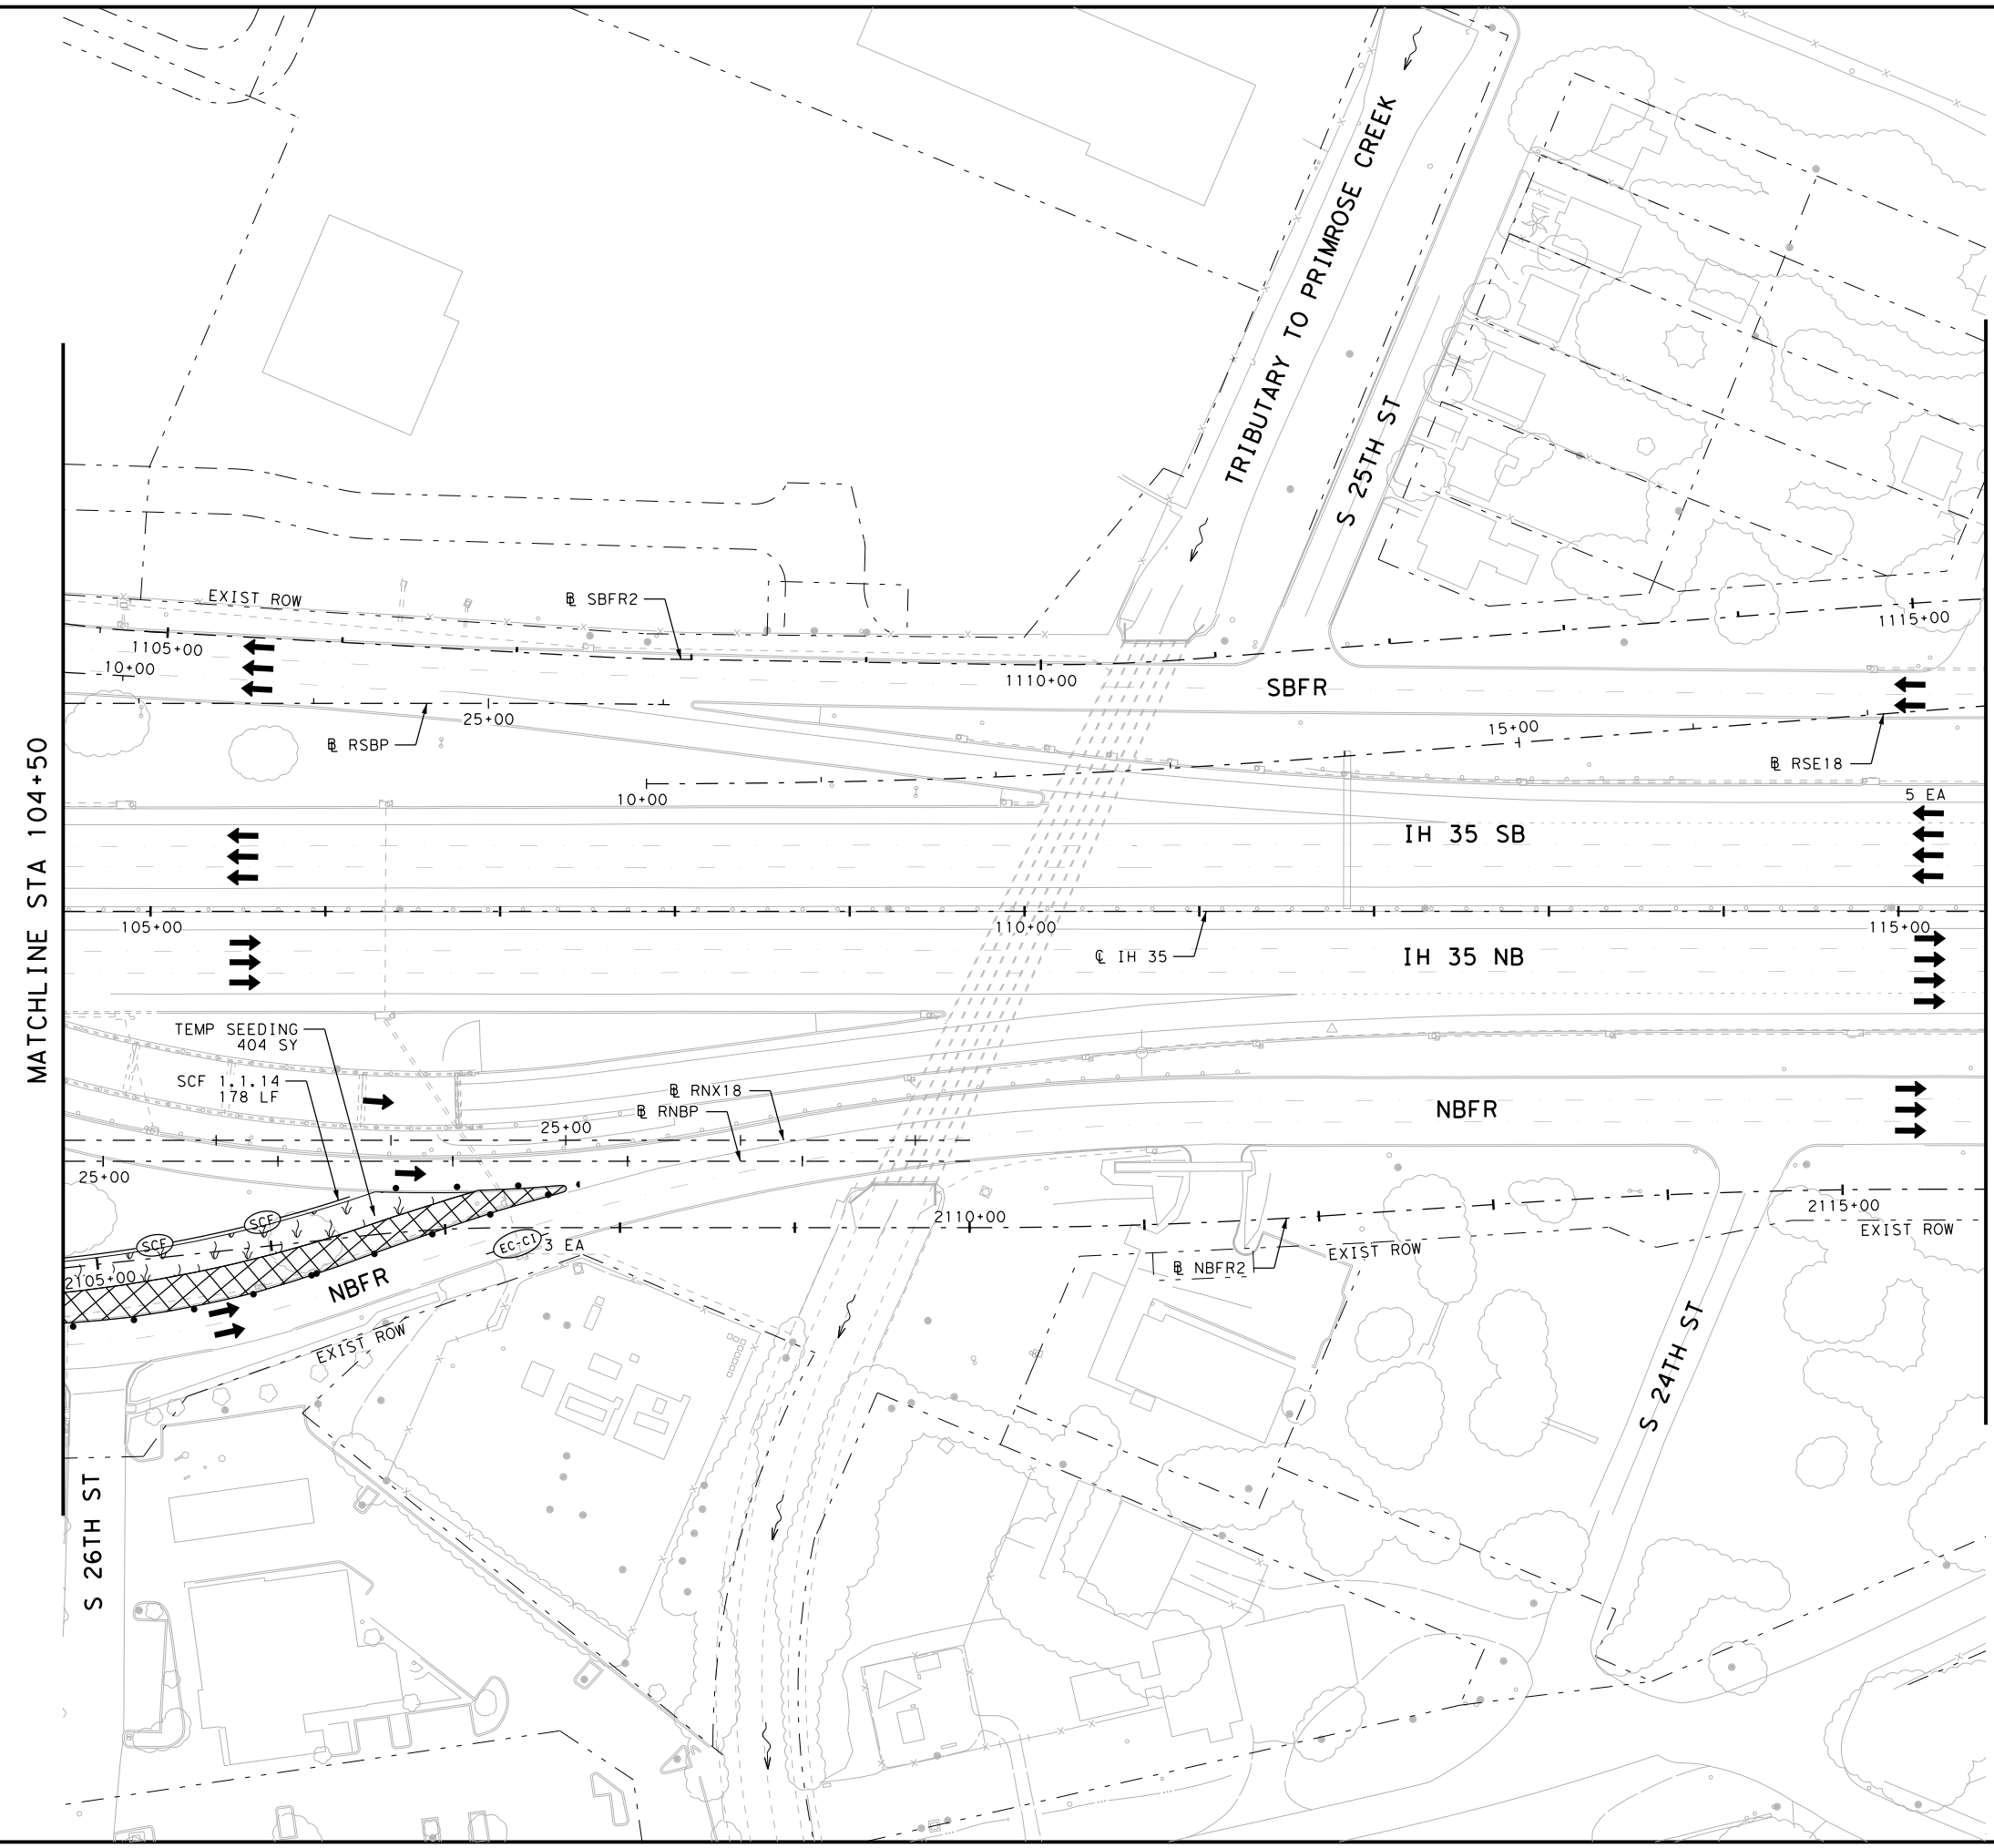 TRIBUTARY TO PRIMROSE CREEK
S 25TH ST
EXIST ROW
℄ SBFR2
1105+00
10+00
1110+00
1115+00
SBFR
25+00
℄ RSBP
15+00
℄ RSE18
10+00
5 EA
IH 35 SB
MATCHLINE STA 104+50
105+00
110+00
115+00
℄ IH 35
IH 35 NB
TEMP SEEDING
404 SY
SCF 1.1.14
178 LF
℄ RNX18
℄ RNBP
25+00
NBFR
25+00
SCF
SCF
EC-CI
3 EA
2105+00
2110+00
2115+00
EXIST ROW
EXIST ROW
℄ NBFR2
NBFR
EXIST ROW
S 24TH ST
S 26TH ST